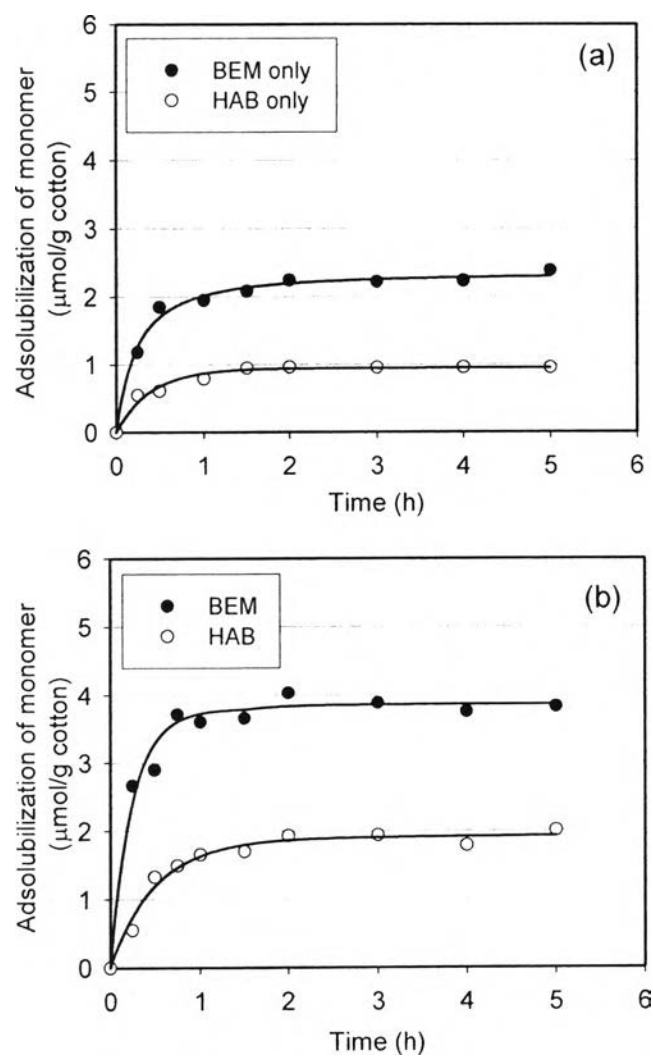 (a)
BEM only
HAB only
Adsolubilization of monomer
(μmol/g cotton)
6
5
4
3
2
1
0
0 1 2 3 4 5 6
Time (h)
(b)
BEM
HAB
Adsolubilization of monomer
(μmol/g cotton)
6
5
4
3
2
1
0
0 1 2 3 4 5 6
Time (h)